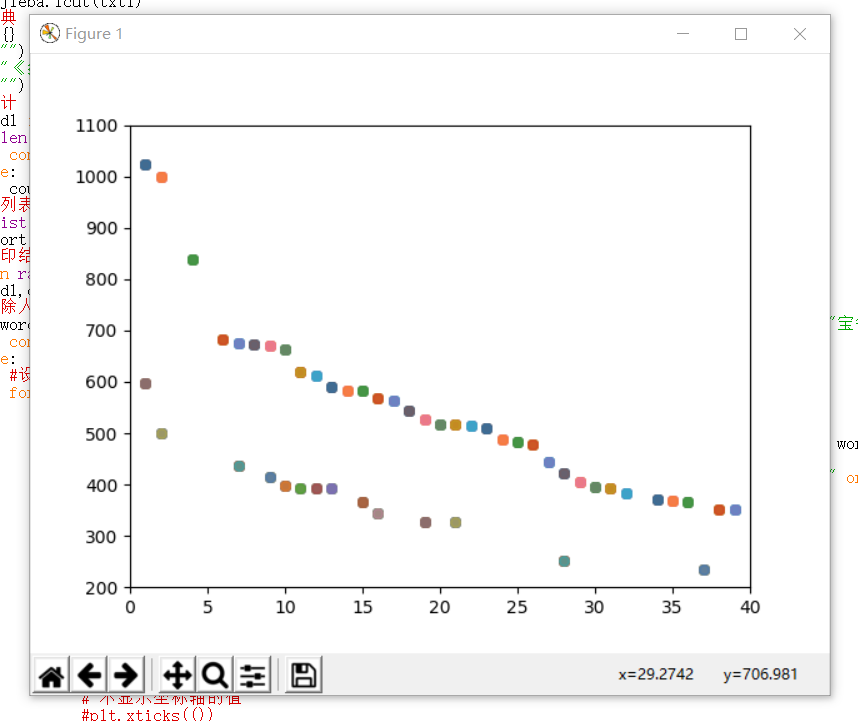 jieba.lcut(txt1)
典
Figure 1
{}
"")
"《
"")
计
dl
len
con
e:
cou
列表
ist
ort
印结
n ra
dl,
除人
word
con
e:
#设
for
1100
1000
900
800
700
600
500
400
300
200
0 5 10 15 20 25 30 35 40
"宝
wor
" or
x=29.2742 y=706.981
# 不显示坐标轴的值
#plt.xticks(())